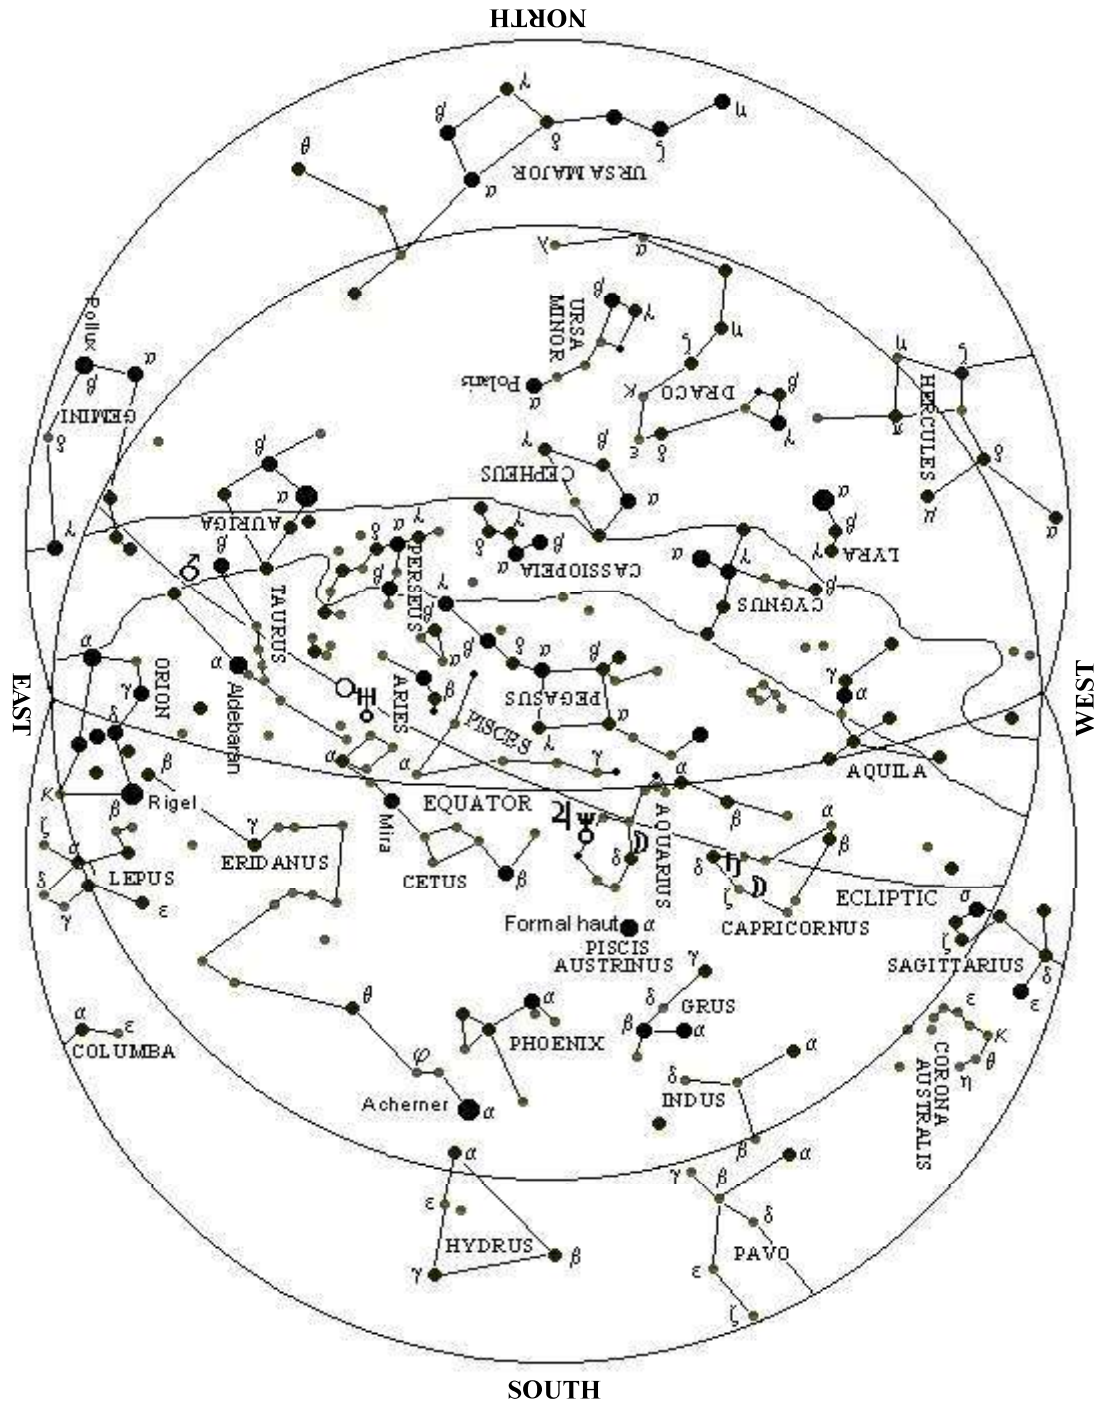 NORTH
γ
β
δ
ζ
η
α
URSA MAJOR
θ
λ
α
β
γ
URSA
MINOR
η
ζ
Polaris
α
κ
DRACO
β
γ
ε
δ
Pollux
α
β
GEMINI
δ
γ
η
ζ
HERCULES
π
δ
μ
α
γ
β
CEPHEUS
α
β
α
AURIGA
β
δ
α
γ
PERSEUS
β
γ
δ
β
α
CASSIOPEIA
α
β
γ
LYRA
α
γ
β
CYGNUS
♂
TAURUS
α
Aldebaran
α
γ
ORION
δ
κ
β
Rigel
EAST
WEST
β
α
β
δ
α
β
PEGASUS
γ
α
ARIES
β
♅
PISCES
α
α
γ
γ
α
AQUILA
EQUATOR
Mira
♃
♆
α
β
AQUARIUS
δ
α
β
δ
ζ
ECLIPTIC
CAPRICORNUS
β
γ
ERIDANUS
CETUS
β
ζ
α
LEPUS
δ
γ
ε
Formal haut
α
PISCIS
AUSTRINUS
σ
ζ
SAGITTARIUS
δ
ε
γ
δ
GRUS
β
α
α
ε
COLUMBA
θ
α
PHOENIX
φ
Acherner
α
ε
κ
θ
η
CORONA
AUSTRALIS
α
δ
INDUS
β
α
ε
HYDRUS
γ
β
γ
β
α
δ
PAVO
ε
ζ
SOUTH